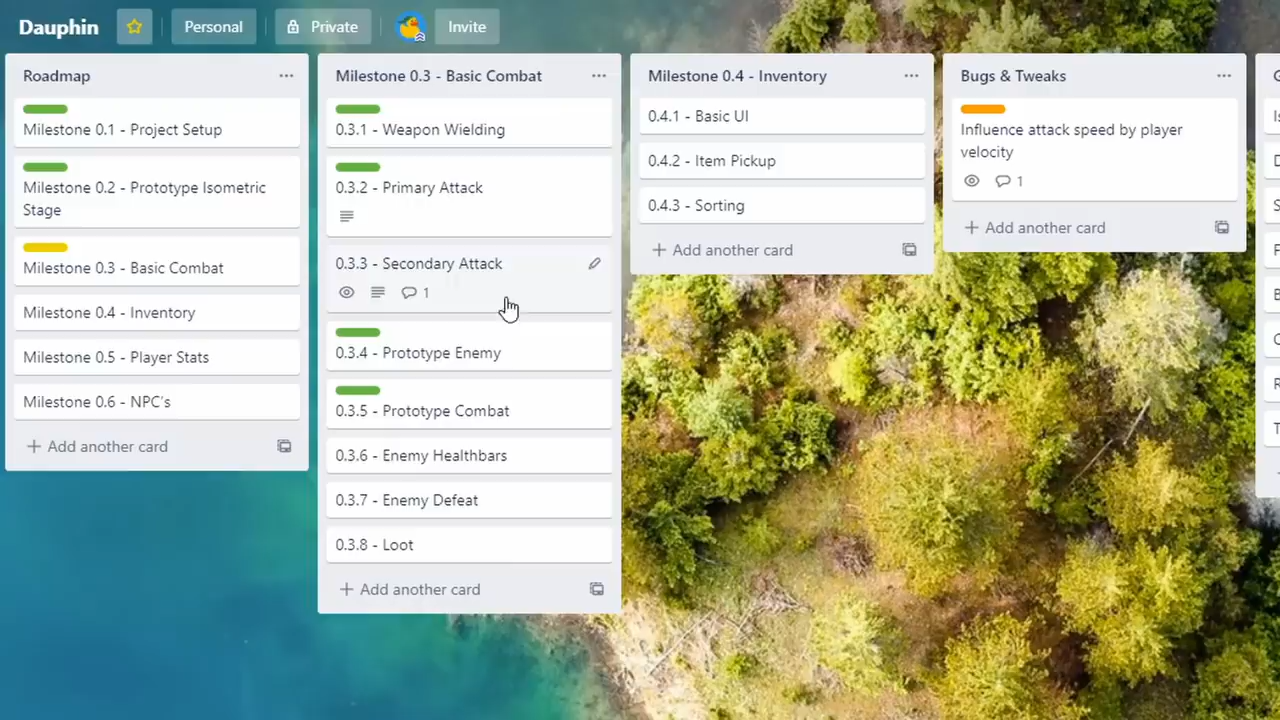 Dauphin
Personal
Private
Invite
Roadmap
Milestone 0.1 - Project Setup
Milestone 0.2 - Prototype Isometric
Stage
Milestone 0.3 - Basic Combat
Milestone 0.4 - Inventory
Milestone 0.5 - Player Stats
Milestone 0.6 - NPC's
Add another card
Milestone 0.3 - Basic Combat
0.3.1 - Weapon Wielding
0.3.2 - Primary Attack
0.3.3 - Secondary Attack
1
0.3.4 - Prototype Enemy
0.3.5 - Prototype Combat
0.3.6 - Enemy Healthbars
0.3.7 - Enemy Defeat
0.3.8 - Loot
Add another card
Milestone 0.4 - Inventory
0.4.1 - Basic UI
0.4.2 - Item Pickup
0.4.3 - Sorting
Add another card
Bugs & Tweaks
Influence attack speed by player
velocity
1
Add another card